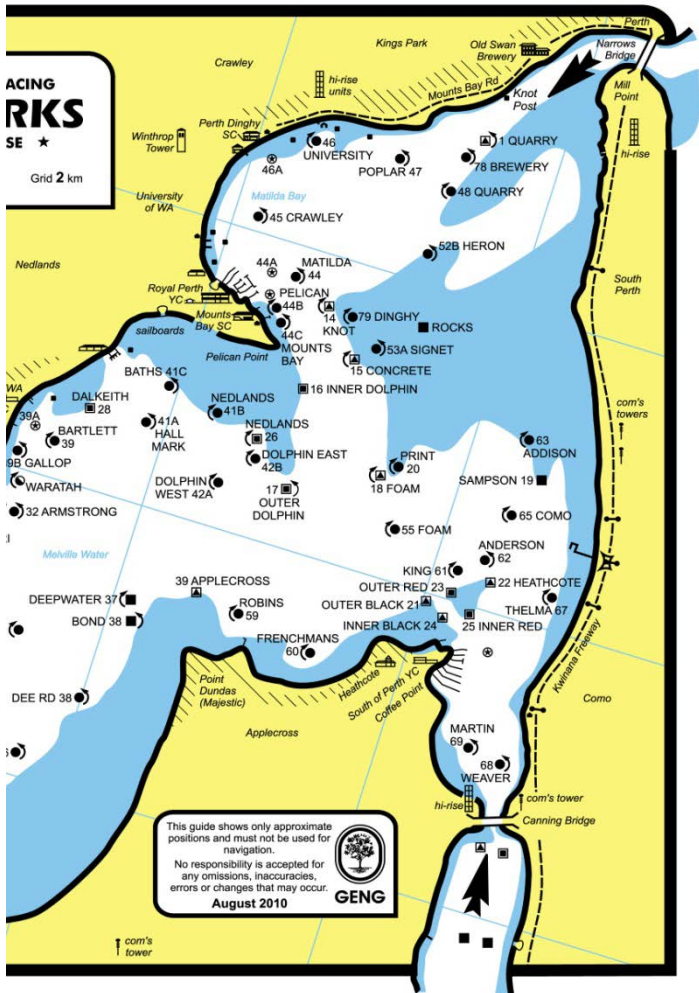 ACING
RKS
SE ★
Grid 2 km
Perth
Narrows
Bridge
Kings Park
Old Swan
Brewery
Crawley
hi-rise
units
Mounts Bay Rd
Knot
Post
Mill
Point
Perth Dinghy
SC
Winthrop
Tower
46
UNIVERSITY
46A
POPLAR 47
1 QUARRY
78 BREWERY
48 QUARRY
hi-rise
University
of WA
Matilda Bay
45 CRAWLEY
52B HERON
Nedlands
44A
MATILDA
44
South
Perth
Royal Perth
YC
PELICAN
44B
14
KNOT
79 DINGHY
ROCKS
Mounts
Bay SC
44C
MOUNTS
BAY
53A SIGNET
sailboards
Pelican Point
15 CONCRETE
BATHS 41C
16 INNER DOLPHIN
WA
DALKEITH
28
NEDLANDS
41B
39A
BARTLETT
39
41A
HALL
MARK
NEDLANDS
26
com's
towers
63
ADDISON
9B GALLOP
DOLPHIN EAST
42B
PRINT
20
WARATAH
DOLPHIN
WEST 42A
17
OUTER
DOLPHIN
18 FOAM
SAMPSON 19
32 ARMSTRONG
65 COMO
55 FOAM
Melville Water
ANDERSON
62
KING 61
39 APPLECROSS
OUTER RED 23
22 HEATHCOTE
DEEPWATER 37
OUTER BLACK 21
THELMA 67
BOND 38
ROBINS
59
INNER BLACK 24
25 INNER RED
FRENCHMANS
60
Kwinana Freeway
Point
Dundas
(Majestic)
Heathcote
South of Perth YC
Coffee Point
DEE RD 38
Como
Applecross
MARTIN
69
68
WEAVER
hi-rise
com's tower
Canning Bridge
This guide shows only approximate
positions and must not be used for
navigation.
No responsibility is accepted for
any omissions, inaccuracies,
errors or changes that may occur.
August 2010
GENG
com's
tower